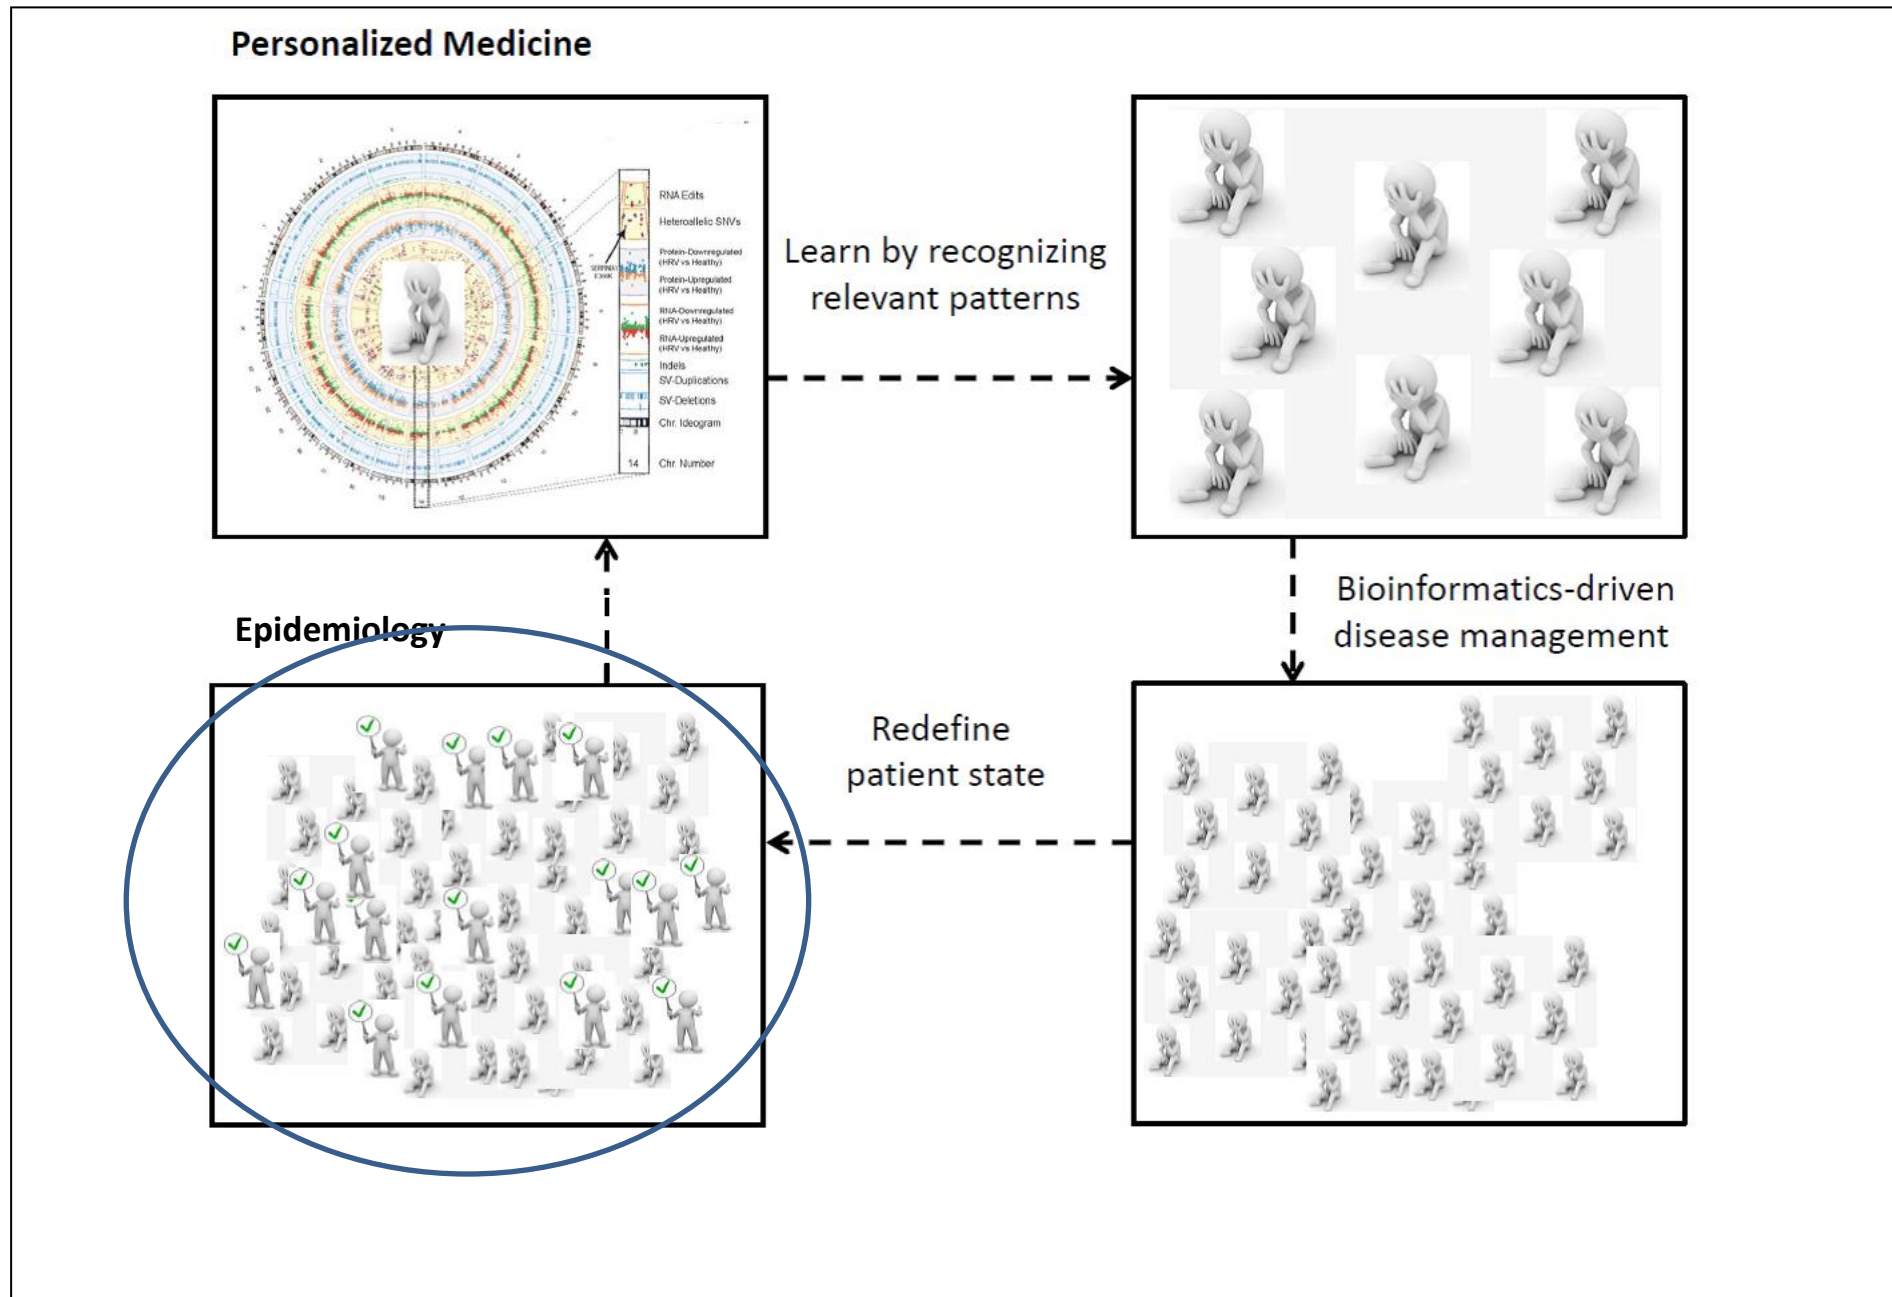 Personalized Medicine
RNA Edits
Heteroallelic SNVs
Protein-Downregulated
(HRV vs Healthy)
Protein-Upregulated
(HRV vs Healthy)
RNA-Downregulated
(HRV vs Healthy)
RNA-Upregulated
(HRV vs Healthy)
Indels
SV-Duplications
SV-Deletions
Chr. Ideogram
14 Chr. Number
Learn by recognizing
relevant patterns
Bioinformatics-driven
disease management
Epidemiology
Redefine
patient state